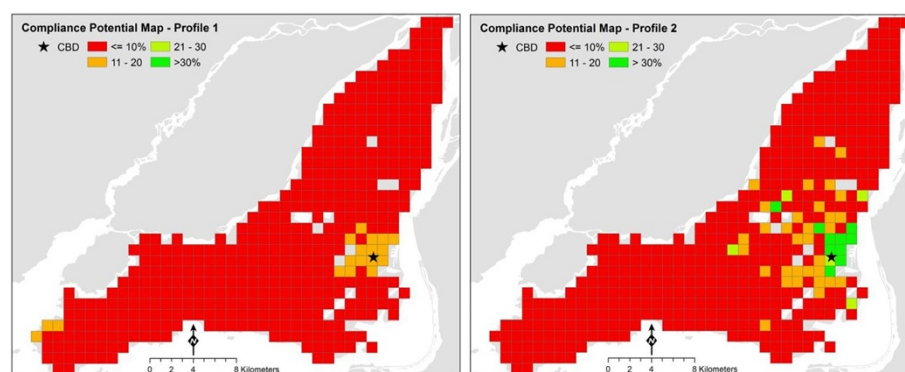 Compliance Potential Map - Profile 1
CBD <= 10% 21 - 30
11 - 20 >30%
N
0 2 4 8 Kilometers
Compliance Potential Map - Profile 2
CBD <= 10% 21 - 30
11 - 20 > 30%
N
0 2 4 8 Kilometers